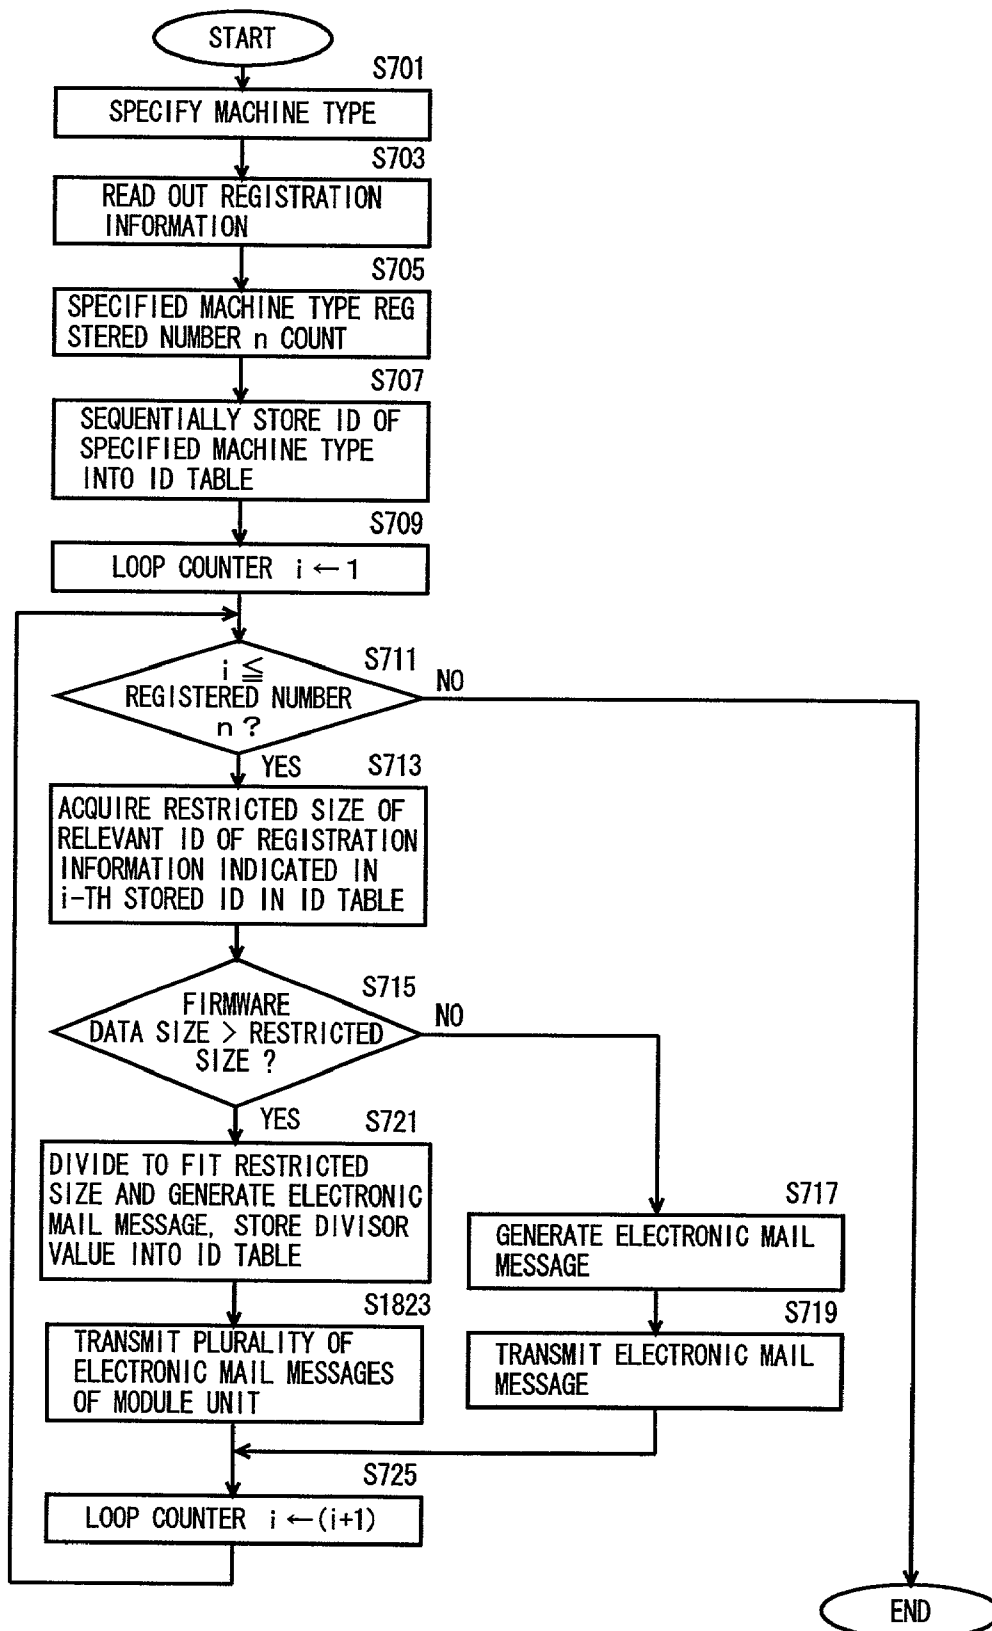 START
S701
SPECIFY MACHINE TYPE
S703
READ OUT REGISTRATION
INFORMATION
S705
SPECIFIED MACHINE TYPE REG
STERED NUMBER n COUNT
S707
SEQUENTIALLY STORE ID OF
SPECIFIED MACHINE TYPE
INTO ID TABLE
S709
LOOP COUNTER i ← 1
S711
i ≦
REGISTERED NUMBER
n ?
NO
YES
S713
ACQUIRE RESTRICTED SIZE OF
RELEVANT ID OF REGISTRATION
INFORMATION INDICATED IN
i-TH STORED ID IN ID TABLE
S715
FIRMWARE
DATA SIZE > RESTRICTED
SIZE ?
NO
YES
S721
DIVIDE TO FIT RESTRICTED
SIZE AND GENERATE ELECTRONIC
MAIL MESSAGE, STORE DIVISOR
VALUE INTO ID TABLE
S717
GENERATE ELECTRONIC MAIL
MESSAGE
S1823
TRANSMIT PLURALITY OF
ELECTRONIC MAIL MESSAGES
OF MODULE UNIT
S719
TRANSMIT ELECTRONIC MAIL
MESSAGE
S725
LOOP COUNTER i ← (i+1)
END